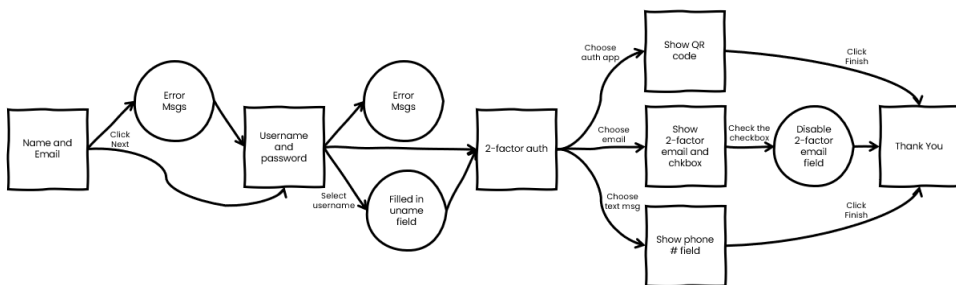 Name and
Email
Click
Next
Error
Msgs
Username
and
password
Error
Msgs
Select
username
Filled in
uname
field
2-factor auth
Choose
auth app
Show QR
code
Click
Finish
Choose
email
Show
2-factor
email and
chkbox
Check the
checkbox
Disable
2-factor
email
field
Thank You
Choose
text msg
Show phone
# field
Click
Finish